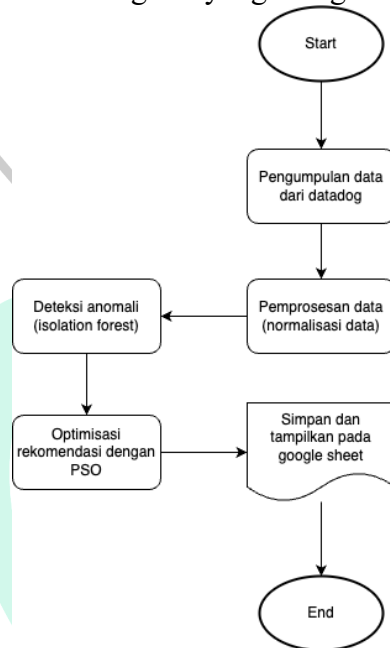 Start
Pengumpulan data
dari datadog
Pemprosesan data
(normalisasi data)
Deteksi anomali
(isolation forest)
Optimisasi
rekomendasi dengan
PSO
Simpan dan
tampilkan pada
google sheet
End